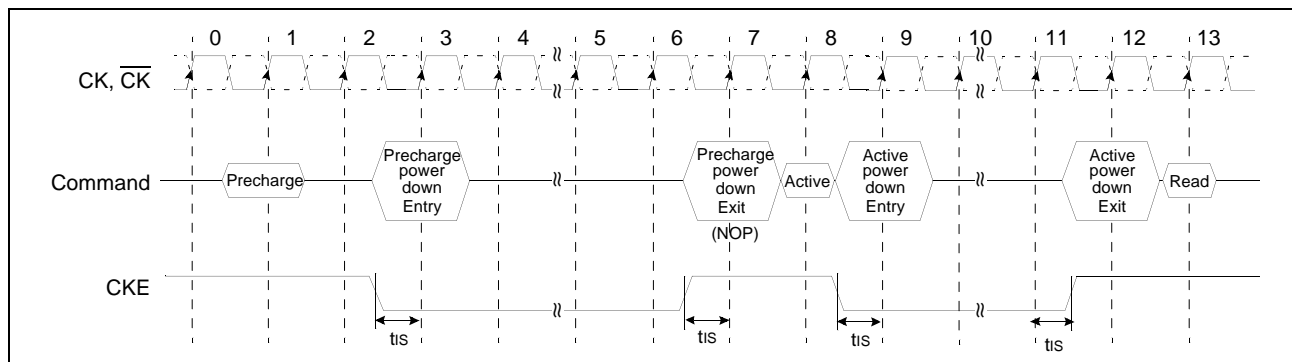 0 1 2 3 4 5 6 7 8 9 10 11 12 13
CK, CK
Command
Precharge
Precharge
power
down
Entry
Precharge
power
down
Exit
(NOP)
Active
Active
power
down
Entry
Active
power
down
Exit
Read
CKE
tIS
tIS
tIS
tIS